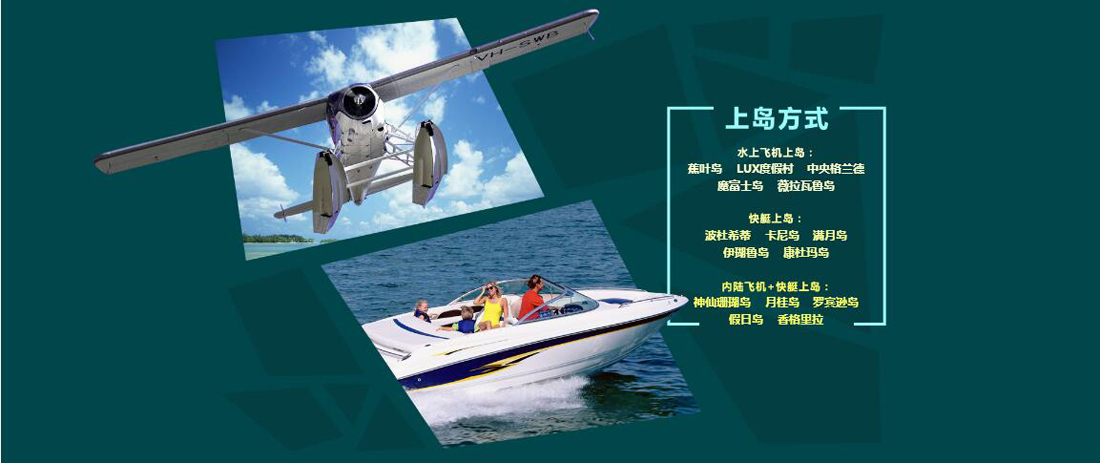 VH-SWB
上岛方式
水上飞机上岛：
蕉叶岛 LUX度假村 中央格兰德
魔富士岛 薇拉瓦鲁岛
快艇上岛：
波杜希蒂 卡尼岛 满月岛
伊瑚鲁岛 康杜玛岛
内陆飞机+快艇上岛：
神仙珊瑚岛 月桂岛 罗宾逊岛
假日岛 香格里拉